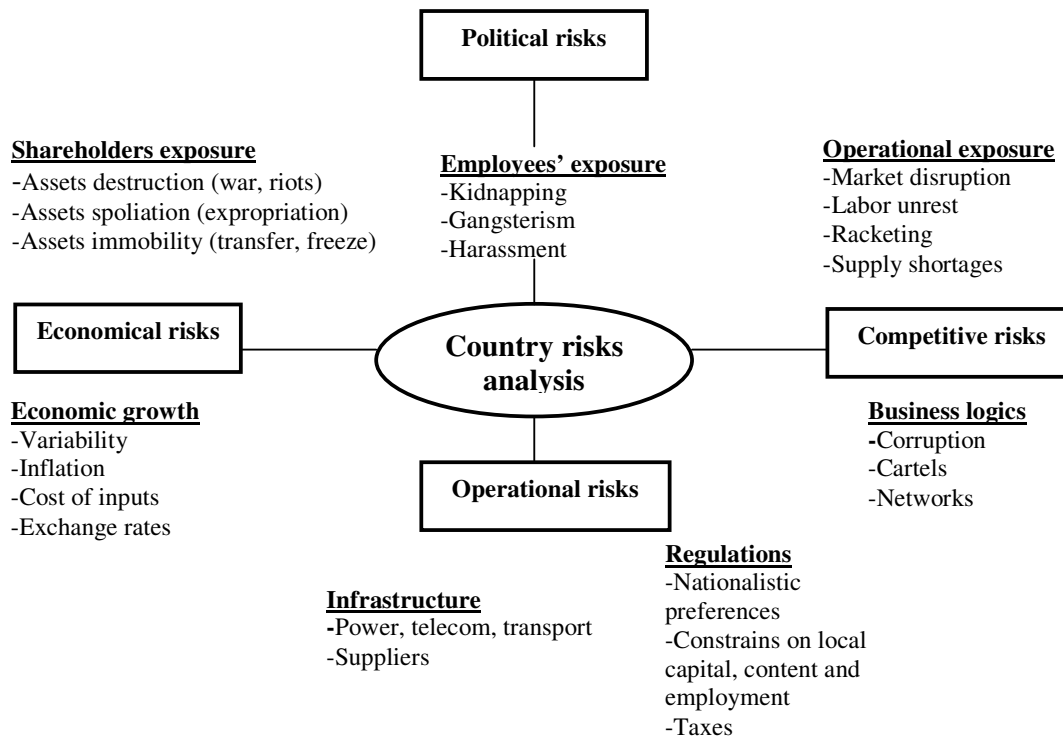 Political risks
Shareholders exposure
-Assets destruction (war, riots)
-Assets spoliation (expropriation)
-Assets immobility (transfer, freeze)
Employees’ exposure
-Kidnapping
-Gangsterism
-Harassment
Operational exposure
-Market disruption
-Labor unrest
-Racketing
-Supply shortages
Economical risks
Country risks
analysis
Competitive risks
Economic growth
-Variability
-Inflation
-Cost of inputs
-Exchange rates
Operational risks
Business logics
-Corruption
-Cartels
-Networks
Infrastructure
-Power, telecom, transport
-Suppliers
Regulations
-Nationalistic
preferences
-Constrains on local
capital, content and
employment
-Taxes